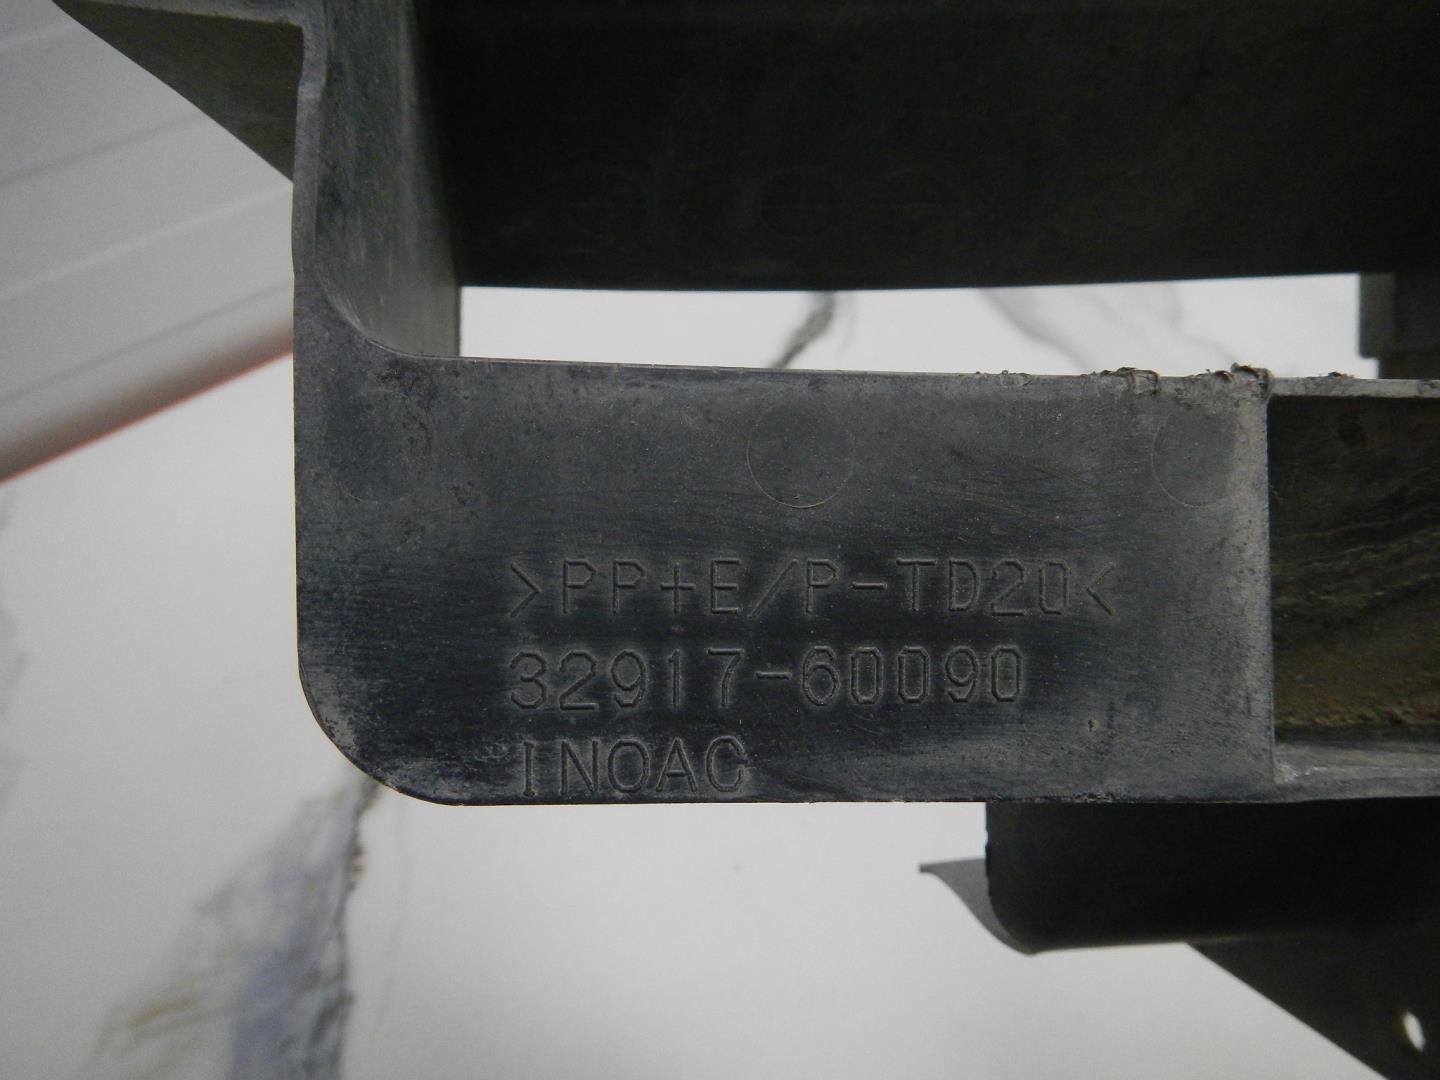 >PP+E/P-TD20<
32917-60090
INOAC